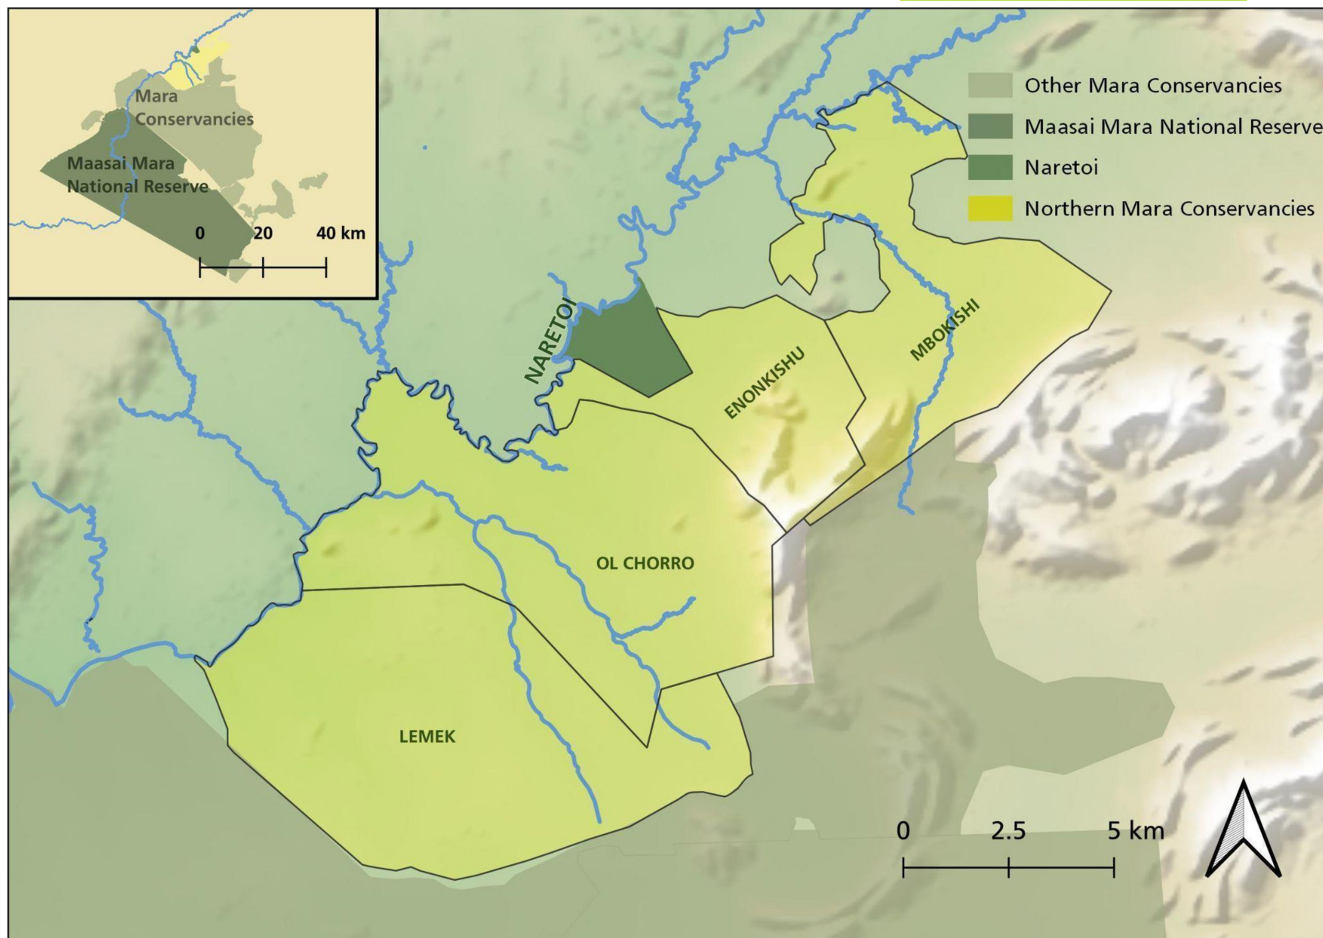 Mara
Conservancies
Maasai Mara
National Reserve
0 20 40 km
Other Mara Conservancies
Maasai Mara National Reserve
Naretoi
Northern Mara Conservancies
NARETOI
ENONKISHU
MBOKISHI
OL CHORRO
LEMEK
0 2.5 5 km